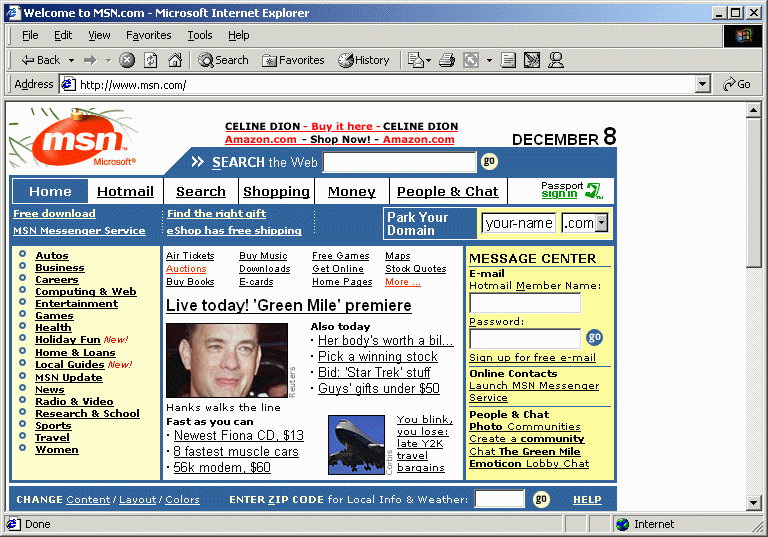 Welcome to MSN.com - Microsoft Internet Explorer
File Edit View Favorites Tools Help
Back Search Favorites History
Address http://www.msn.com/ Go
msn
Microsoft®
CELINE DION - Buy it here - CELINE DION
Amazon.com - Shop Now! - Amazon.com
DECEMBER 8
SEARCH the Web go
Home Hotmail Search Shopping Money People & Chat
Passport
sign in
Free download Find the right gift
MSN Messenger Service eShop has free shipping
Park Your
Domain
your-name .com
Autos
Business
Careers
Computing & Web
Entertainment
Games
Health
Holiday Fun New!
Home & Loans
Local Guides New!
MSN Update
News
Radio & Video
Research & School
Sports
Travel
Women
Air Tickets Buy Music Free Games Maps
Auctions Downloads Get Online Stock Quotes
Buy Books E-cards Home Pages More ...
Live today! 'Green Mile' premiere
Reuters
Hanks walks the line
Also today
· Her body's worth a bil...
· Pick a winning stock
· Bid: 'Star Trek' stuff
· Guys' gifts under $50
Fast as you can
· Newest Fiona CD, $13
· 8 fastest muscle cars
· 56k modem, $60
Corbis
You blink,
you lose:
late Y2K
travel
bargains
MESSAGE CENTER
E-mail
Hotmail Member Name:
Password:
go
Sign up for free e-mail
Online Contacts
Launch MSN Messenger
Service
People & Chat
Photo Communities
Create a community
Chat The Green Mile
Emoticon Lobby Chat
CHANGE Content / Layout / Colors ENTER ZIP CODE for Local Info & Weather: go HELP
Done Internet